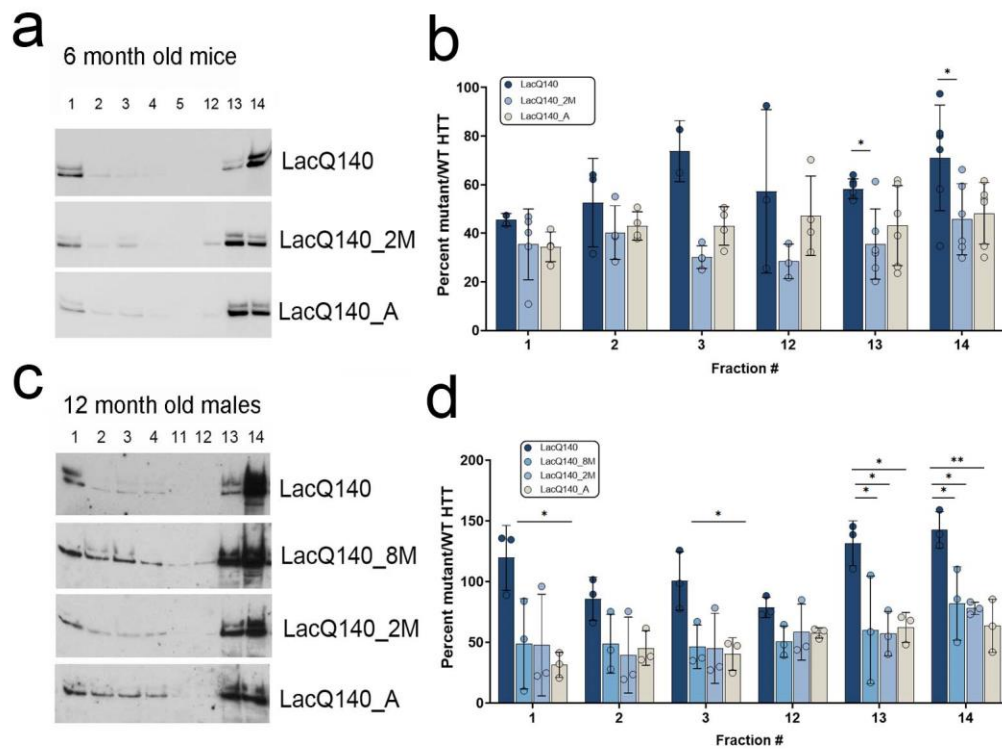 a
6 month old mice
1 2 3 4 5 12 13 14
LacQ140
LacQ140_2M
LacQ140_A
b
Percent mutant/WT HTT
100
80
60
40
20
0
LacQ140
LacQ140_2M
LacQ140_A
*
*
1 2 3 12 13 14
Fraction #
c
12 month old males
1 2 3 4 11 12 13 14
LacQ140
LacQ140_8M
LacQ140_2M
LacQ140_A
d
Percent mutant/WT HTT
200
150
100
50
0
LacQ140
LacQ140_8M
LacQ140_2M
LacQ140_A
*
*
*
*
*
**
*
*
1 2 3 12 13 14
Fraction #